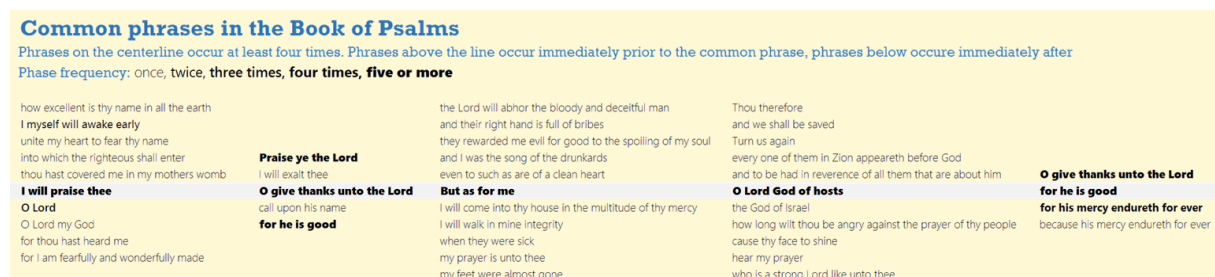 Common phrases in the Book of Psalms
Phrases on the centerline occur at least four times. Phrases above the line occur immediately prior to the common phrase, phrases below occure immediately after
Phase frequency: once, twice, three times, four times, five or more
how excellent is thy name in all the earth
I myself will awake early
unite my heart to fear thy name
into which the righteous shall enter
thou hast covered me in my mothers womb
I will praise thee
O Lord
O Lord my God
for thou hast heard me
for I am fearfully and wonderfully made
Praise ye the Lord
I will exalt thee
O give thanks unto the Lord
call upon his name
for he is good
the Lord will abhor the bloody and deceitful man
and their right hand is full of bribes
they rewarded me evil for good to the spoiling of my soul
and I was the song of the drunkards
even to such as are of a clean heart
But as for me
I will come into thy house in the multitude of thy mercy
I will walk in mine integrity
when they were sick
my prayer is unto thee
my feet were almost gone
Thou therefore
and we shall be saved
Turn us again
every one of them in Zion appeareth before God
and to be had in reverence of all them that are about him
O Lord God of hosts
the God of Israel
how long wilt thou be angry against the prayer of thy people
cause thy face to shine
hear my prayer
who is a strong Lord like unto thee
O give thanks unto the Lord
for he is good
for his mercy endureth for ever
because his mercy endureth for ever